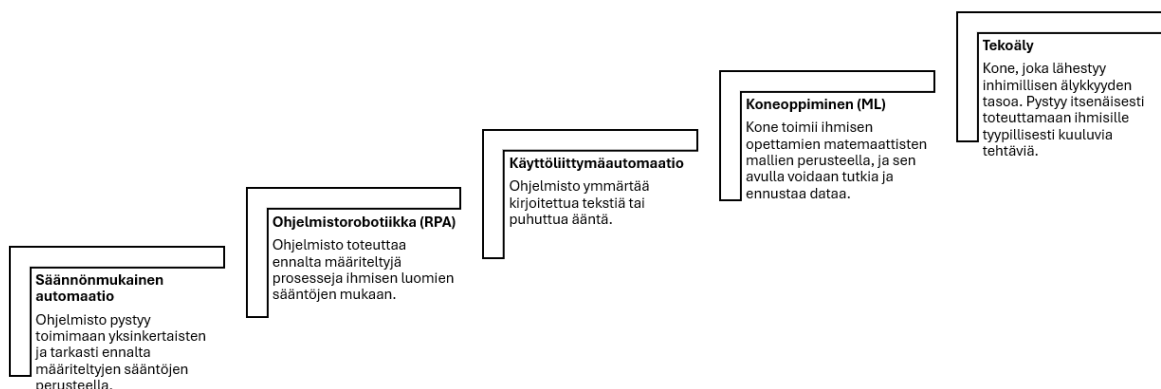 Säännönmukainen
automaatio
Ohjelmisto pystyy
toimimaan yksinkertaisten
ja tarkasti ennalta
määriteltyjen sääntöjen
perusteella.
Ohjelmistorobotiikka (RPA)
Ohjelmisto toteuttaa
ennalta määriteltyjä
prosesseja ihmisen luomien
sääntöjen mukaan.
Käyttöliittymäautomaatio
Ohjelmisto ymmärtää
kirjoitettua tekstiä tai
puhuttua ääntä.
Koneoppiminen (ML)
Kone toimii ihmisen
opettamien matemaattisten
mallien perusteella, ja sen
avulla voidaan tutkia ja
ennustaa dataa.
Tekoäly
Kone, joka lähestyy
inhimillisen älykkyyden
tasoa. Pystyy itsenäisesti
toteuttamaan ihmisille
tyypillisesti kuuluvia
tehtäviä.